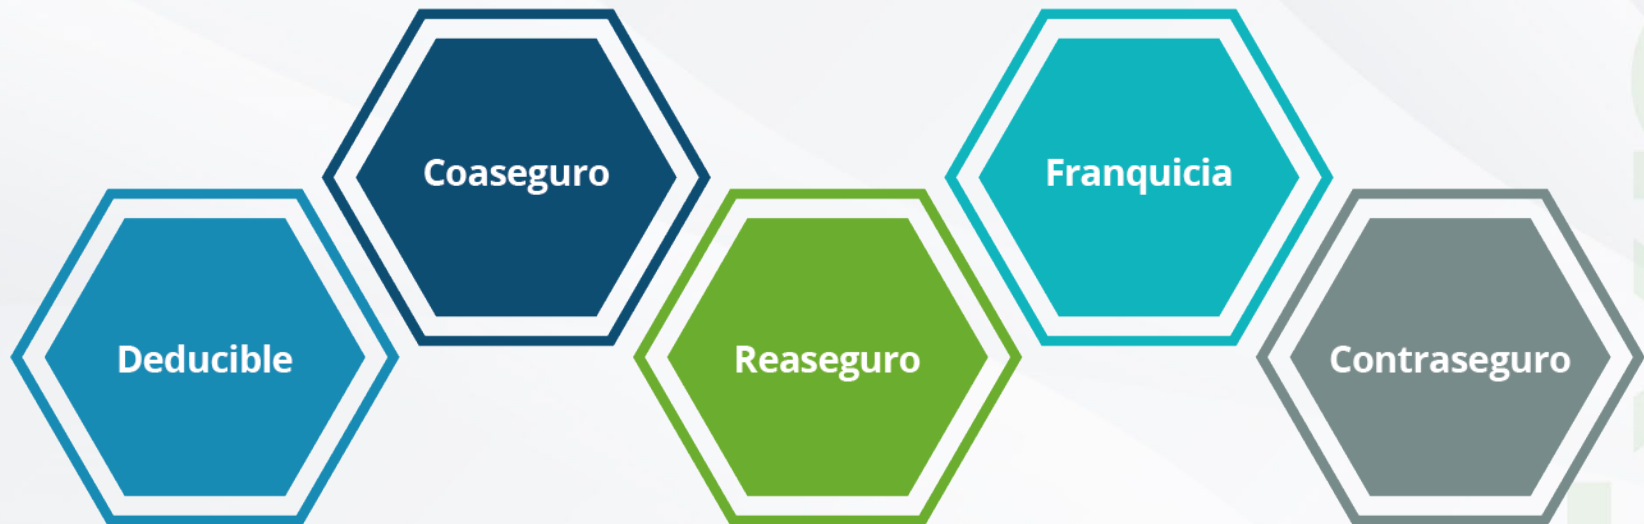 Coaseguro
Franquicia
Deducible
Reaseguro
Contraseguro